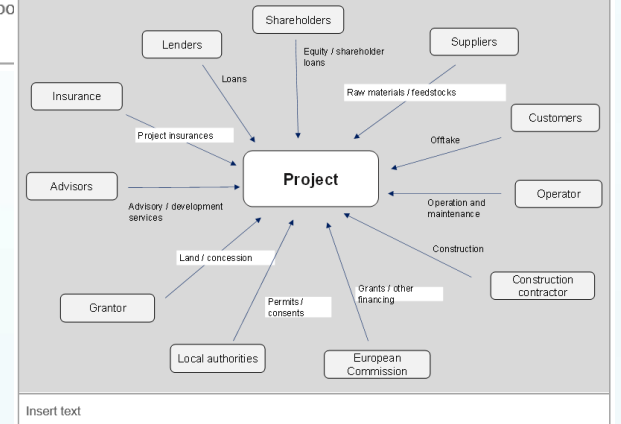 Shareholders
Lenders
Suppliers
Equity / shareholder
loans
Loans
Insurance
Raw materials / feedstocks
Customers
Project insurances
Offtake
Project
Advisors
Operator
Advisory / development
services
Operation and
maintenance
Land / concession
Construction
Construction
contractor
Grants / other
financing
Permits /
consents
Grantor
Local authorities
European
Commission
Insert text